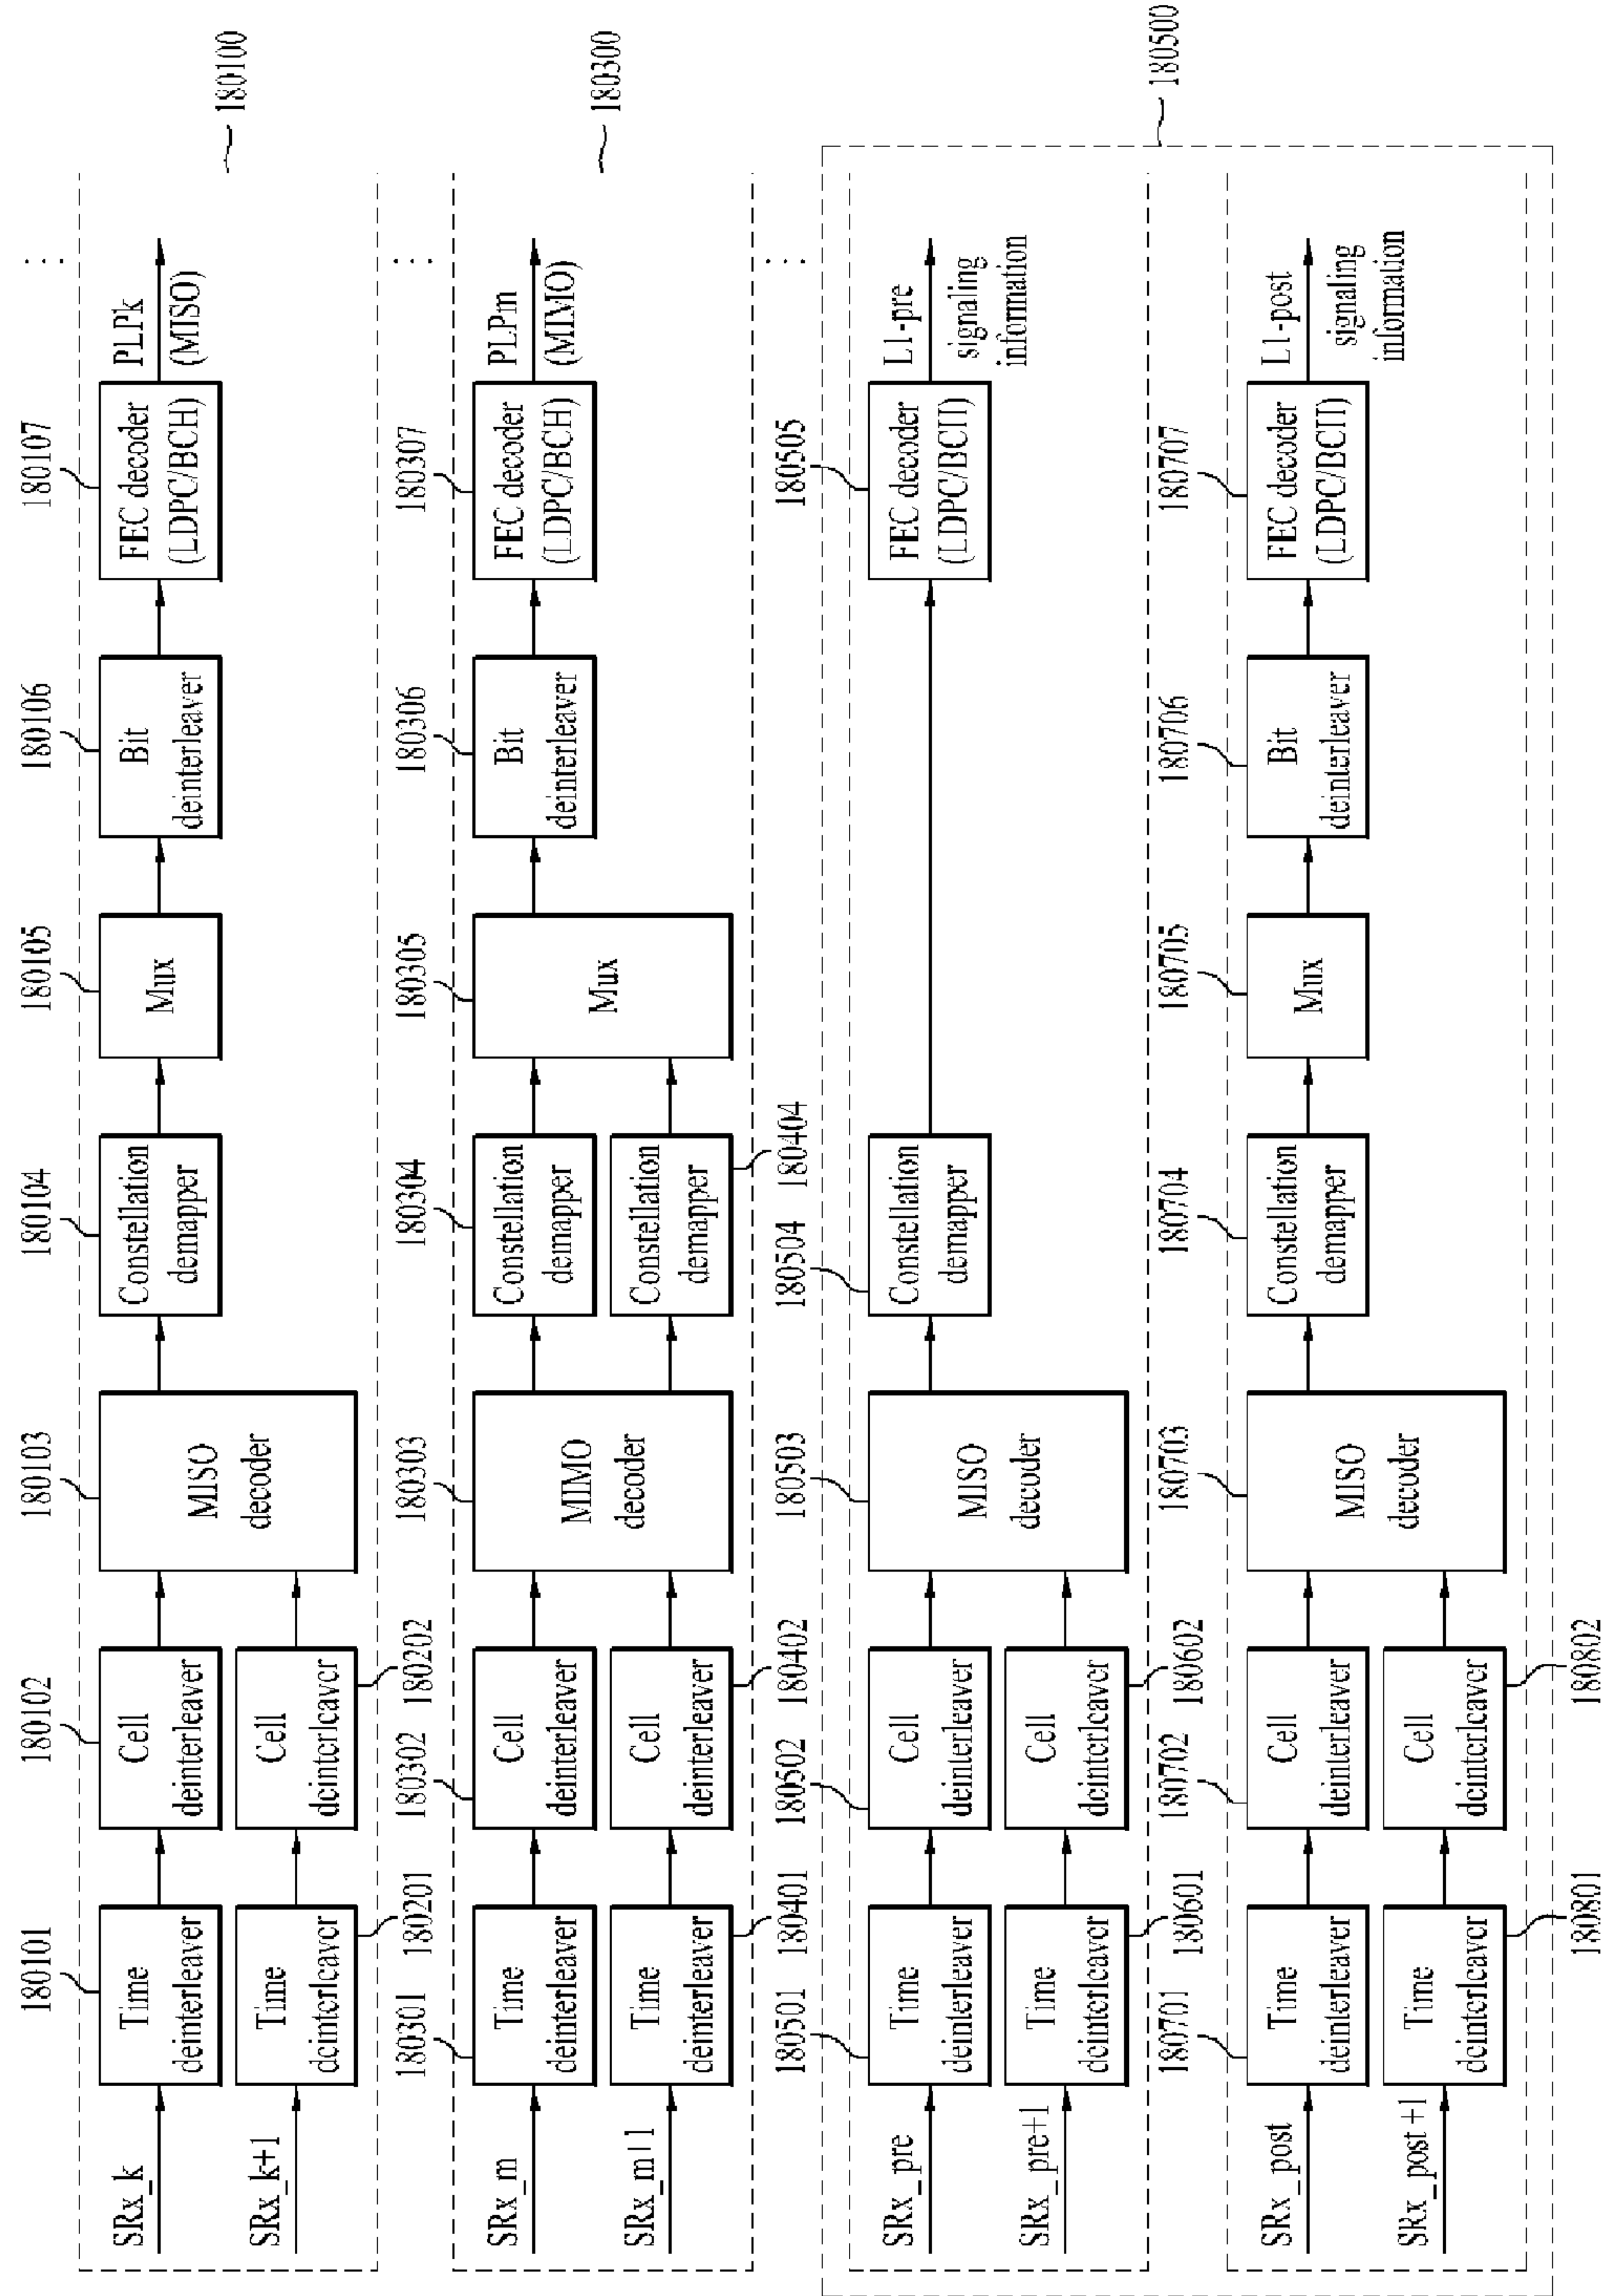 180100
180101
180102
180103
180104
180105
180106
180107
SRx_k
Time
deinterleaver
Cell
deinterleaver
MISO
decoder
Constellation
demapper
Mux
Bit
deinterleaver
FEC decoder
(LDPC/BCH)
PLPk
(MISO)
SRx_k+1
Time
deinterleaver
Cell
deinterleaver
180201
180202
180300
180301
180302
180303
180304
180305
180306
180307
SRx_m
Time
deinterleaver
Cell
deinterleaver
MIMO
decoder
Constellation
demapper
Mux
Bit
deinterleaver
FEC decoder
(LDPC/BCH)
PLPm
(MIMO)
SRx_m+1
Time
deinterleaver
Cell
deinterleaver
Constellation
demapper
180401
180402
180404
180500
180501
180502
180503
180504
180505
SRx_pre
Time
deinterleaver
Cell
deinterleaver
MISO
decoder
Constellation
demapper
FEC decoder
(LDPC/BCH)
L1-pre
signaling
information
SRx_pre+1
Time
deinterleaver
Cell
deinterleaver
180601
180602
180701
180702
180703
180704
180705
180706
180707
SRx_post
Time
deinterleaver
Cell
deinterleaver
MISO
decoder
Constellation
demapper
Mux
Bit
deinterleaver
FEC decoder
(LDPC/BCH)
L1-post
signaling
information
SRx_post+1
Time
deinterleaver
Cell
deinterleaver
180801
180802